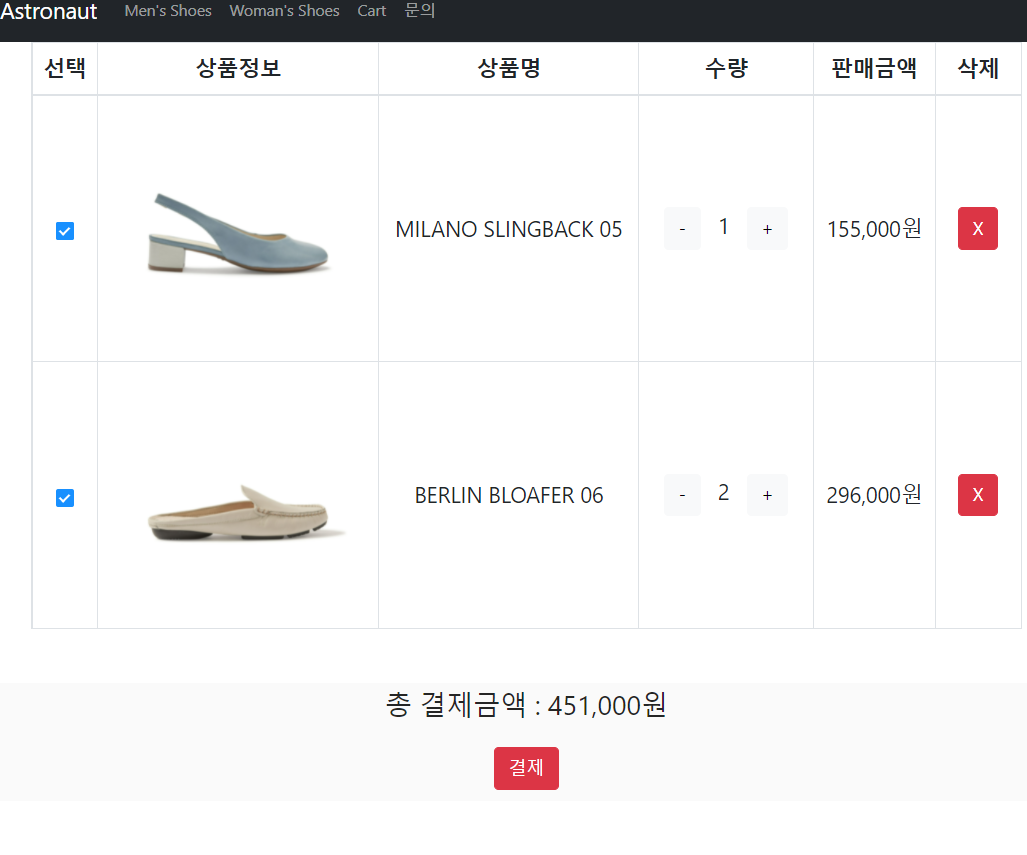 Astronaut Men's Shoes Woman's Shoes Cart 문의
선택 상품정보 상품명 수량 판매금액 삭제
MILANO SLINGBACK 05 - 1 + 155,000원 X
BERLIN BLOAFER 06 - 2 + 296,000원 X
총 결제금액 : 451,000원
결제